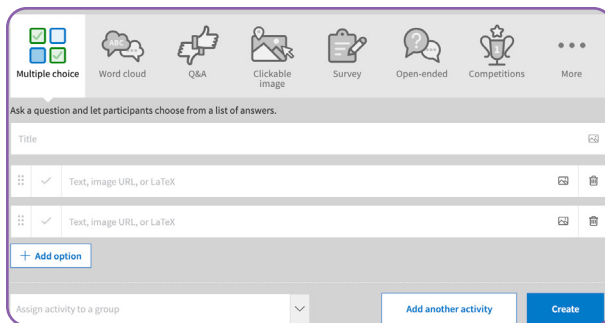 ABC
1
Multiple choice
Word cloud
Q&A
Clickable
image
Survey
Open-ended
Competitions
More
Ask a question and let participants choose from a list of answers.
Title
Text, image URL, or LaTeX
Text, image URL, or LaTeX
+ Add option
Assign activity to a group
Add another activity
Create